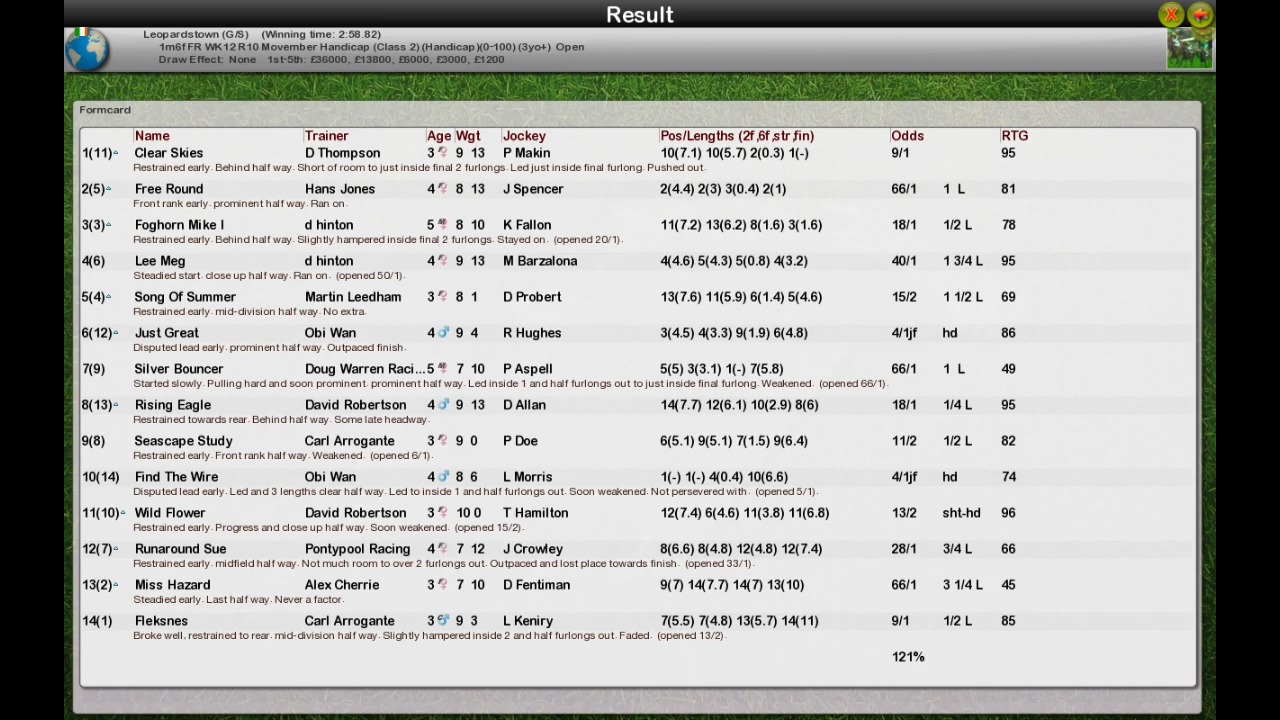 Result
Leopardstown (G/S) (Winning time: 2:58.82)
1m6f FR WK12 R10 Movember Handicap (Class 2) (Handicap)(0-100) (3yo+) Open
Draw Effect: None 1st-5th: £36000, £13800, £6000, £3000, £1200
Formcard
Name Trainer Age Wgt Jockey Pos/Lengths (2f,6f,str,fin) Odds RTG
1(11) Clear Skies D Thompson 3 9 13 P Makin 10(7.1) 10(5.7) 2(0.3) 1(-) 9/1 95
Restrained early. Behind half way. Short of room to just inside final 2 furlongs. Led just inside final furlong. Pushed out.
2(5) Free Round Hans Jones 4 8 13 J Spencer 2(4.4) 2(3) 3(0.4) 2(1) 66/1 1 L 81
Front rank early. prominent half way. Ran on.
3(3) Foghorn Mike I d hinton 5 8 10 K Fallon 11(7.2) 13(6.2) 8(1.6) 3(1.6) 18/1 1/2 L 78
Restrained early. Behind half way. Slightly hampered inside final 2 furlongs. Stayed on. (opened 20/1).
4(6) Lee Meg d hinton 4 9 13 M Barzalona 4(4.6) 5(4.3) 5(0.8) 4(3.2) 40/1 1 3/4 L 95
Steadied start. close up half way. Ran on. (opened 50/1).
5(4) Song Of Summer Martin Leedham 3 8 1 D Probert 13(7.6) 11(5.9) 6(1.4) 5(4.6) 15/2 1 1/2 L 69
Restrained early. mid-division half way. No extra.
6(12) Just Great Obi Wan 4 9 4 R Hughes 3(4.5) 4(3.3) 9(1.9) 6(4.8) 4/1jf hd 86
Disputed lead early. prominent half way. Outpaced finish.
7(9) Silver Bouncer Doug Warren Raci... 5 7 10 P Aspell 5(5) 3(3.1) 1(-) 7(5.8) 66/1 1 L 49
Started slowly. Pulling hard and soon prominent. prominent half way. Led inside 1 and half furlongs out to just inside final furlong. Weakened. (opened 66/1).
8(13) Rising Eagle David Robertson 4 9 13 D Allan 14(7.7) 12(6.1) 10(2.9) 8(6) 18/1 1/4 L 95
Restrained towards rear. Behind half way. Some late headway.
9(8) Seascape Study Carl Arrogante 3 9 0 P Doe 6(5.1) 9(5.1) 7(1.5) 9(6.4) 11/2 1/2 L 82
Restrained early. Front rank half way. Weakened. (opened 6/1).
10(14) Find The Wire Obi Wan 4 8 6 L Morris 1(-) 1(-) 4(0.4) 10(6.6) 4/1jf hd 74
Disputed lead early. Led and 3 lengths clear half way. Led to inside 1 and half furlongs out. Soon weakened. Not persevered with. (opened 5/1).
11(10) Wild Flower David Robertson 3 10 0 T Hamilton 12(7.4) 6(4.6) 11(3.8) 11(6.8) 13/2 sht-hd 96
Restrained early. Progress and close up half way. Soon weakened. (opened 15/2).
12(7) Runaround Sue Pontypool Racing 4 7 12 J Crowley 8(6.6) 8(4.8) 12(4.8) 12(7.4) 28/1 3/4 L 66
Restrained early. midfield half way. Not much room to over 2 furlongs out. Outpaced and lost place towards finish. (opened 33/1).
13(2) Miss Hazard Alex Cherrie 3 7 10 D Fentiman 9(7) 14(7.7) 14(7) 13(10) 66/1 3 1/4 L 45
Steadied early. Last half way. Never a factor.
14(1) Fleksnes Carl Arrogante 3 9 3 L Keniry 7(5.5) 7(4.8) 13(5.7) 14(11) 9/1 1/2 L 85
Broke well, restrained to rear. mid-division half way. Slightly hampered inside 2 and half furlongs out. Faded. (opened 13/2).
121%